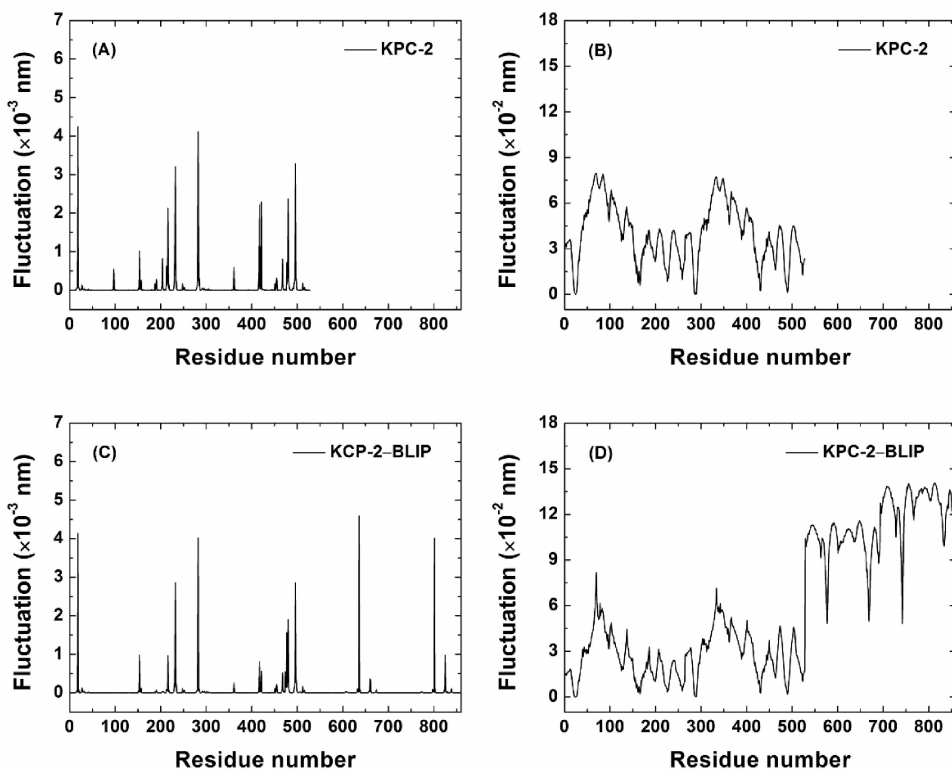 (A)
KPC-2
Fluctuation (×10⁻³ nm)
7
6
5
4
3
2
1
0
0 100 200 300 400 500 600 700 800
Residue number
(B)
KPC-2
Fluctuation (×10⁻² nm)
18
15
12
9
6
3
0
0 100 200 300 400 500 600 700 800
Residue number
(C)
KCP-2–BLIP
Fluctuation (×10⁻³ nm)
7
6
5
4
3
2
1
0
0 100 200 300 400 500 600 700 800
Residue number
(D)
KPC-2–BLIP
Fluctuation (×10⁻² nm)
18
15
12
9
6
3
0
0 100 200 300 400 500 600 700 800
Residue number